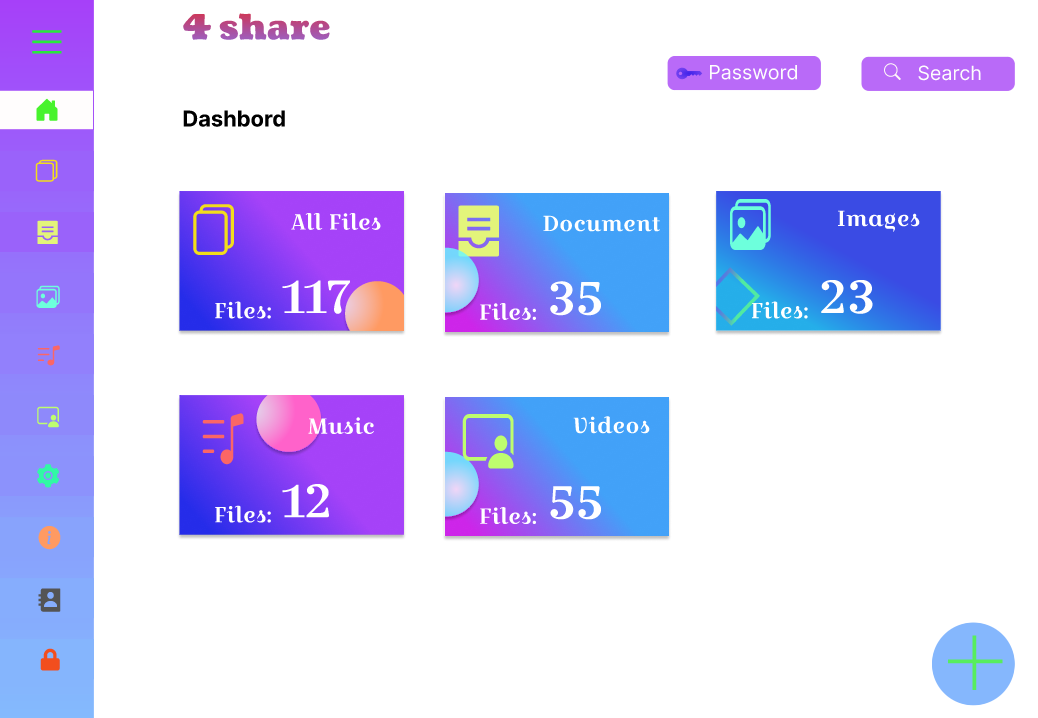 4 share
Password
Search
Dashbord
All Files
Files: 117
Document
Files: 35
Images
Files: 23
Music
Files: 12
Videos
Files: 55